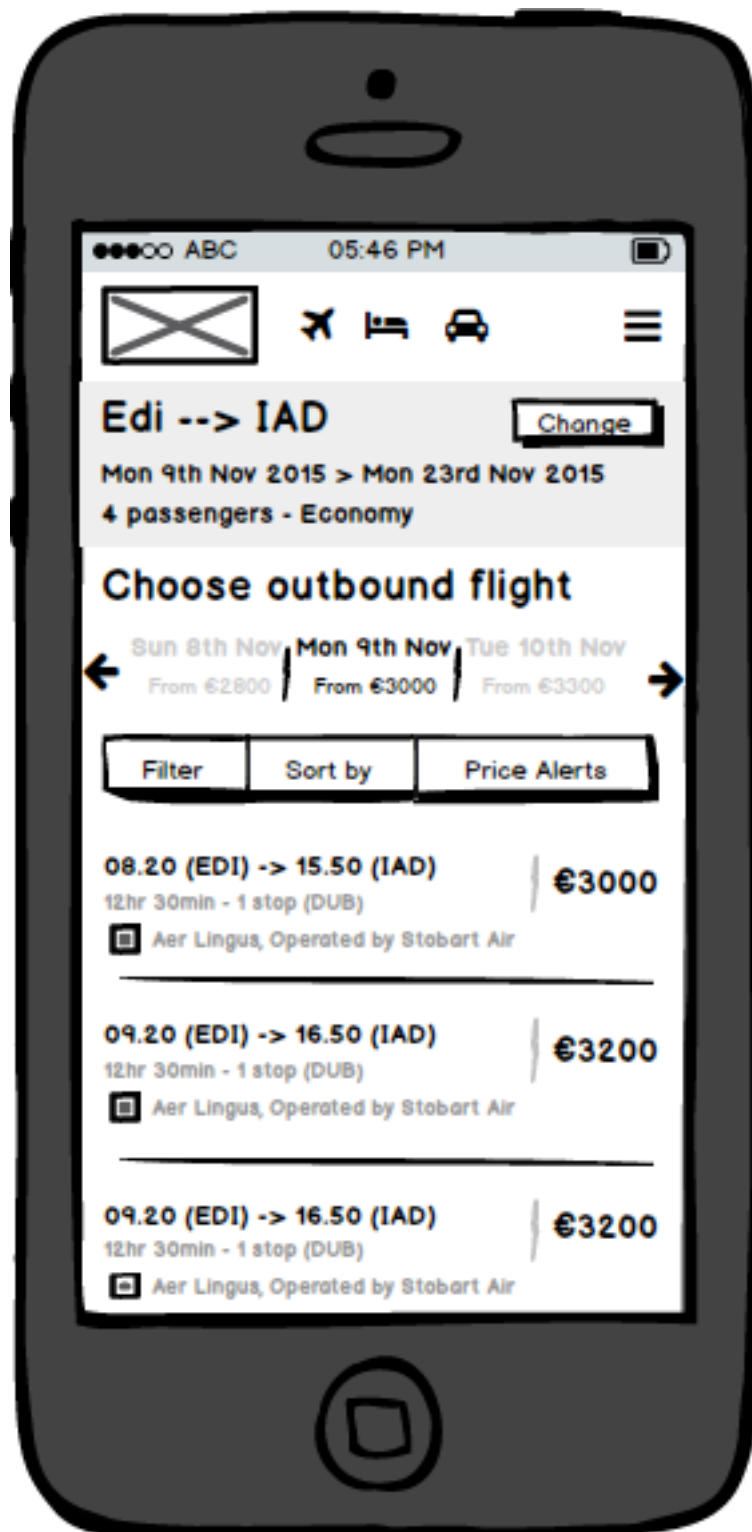 ABC 05:46 PM
Edi --> IAD Change
Mon 9th Nov 2015 > Mon 23rd Nov 2015
4 passengers - Economy
Choose outbound flight
Sun 8th Nov Mon 9th Nov Tue 10th Nov
From €2800 From €3000 From €3300
Filter Sort by Price Alerts
08.20 (EDI) -> 15.50 (IAD) €3000
12hr 30min - 1 stop (DUB)
Aer Lingus, Operated by Stobart Air
09.20 (EDI) -> 16.50 (IAD) €3200
12hr 30min - 1 stop (DUB)
Aer Lingus, Operated by Stobart Air
09.20 (EDI) -> 16.50 (IAD) €3200
12hr 30min - 1 stop (DUB)
Aer Lingus, Operated by Stobart Air